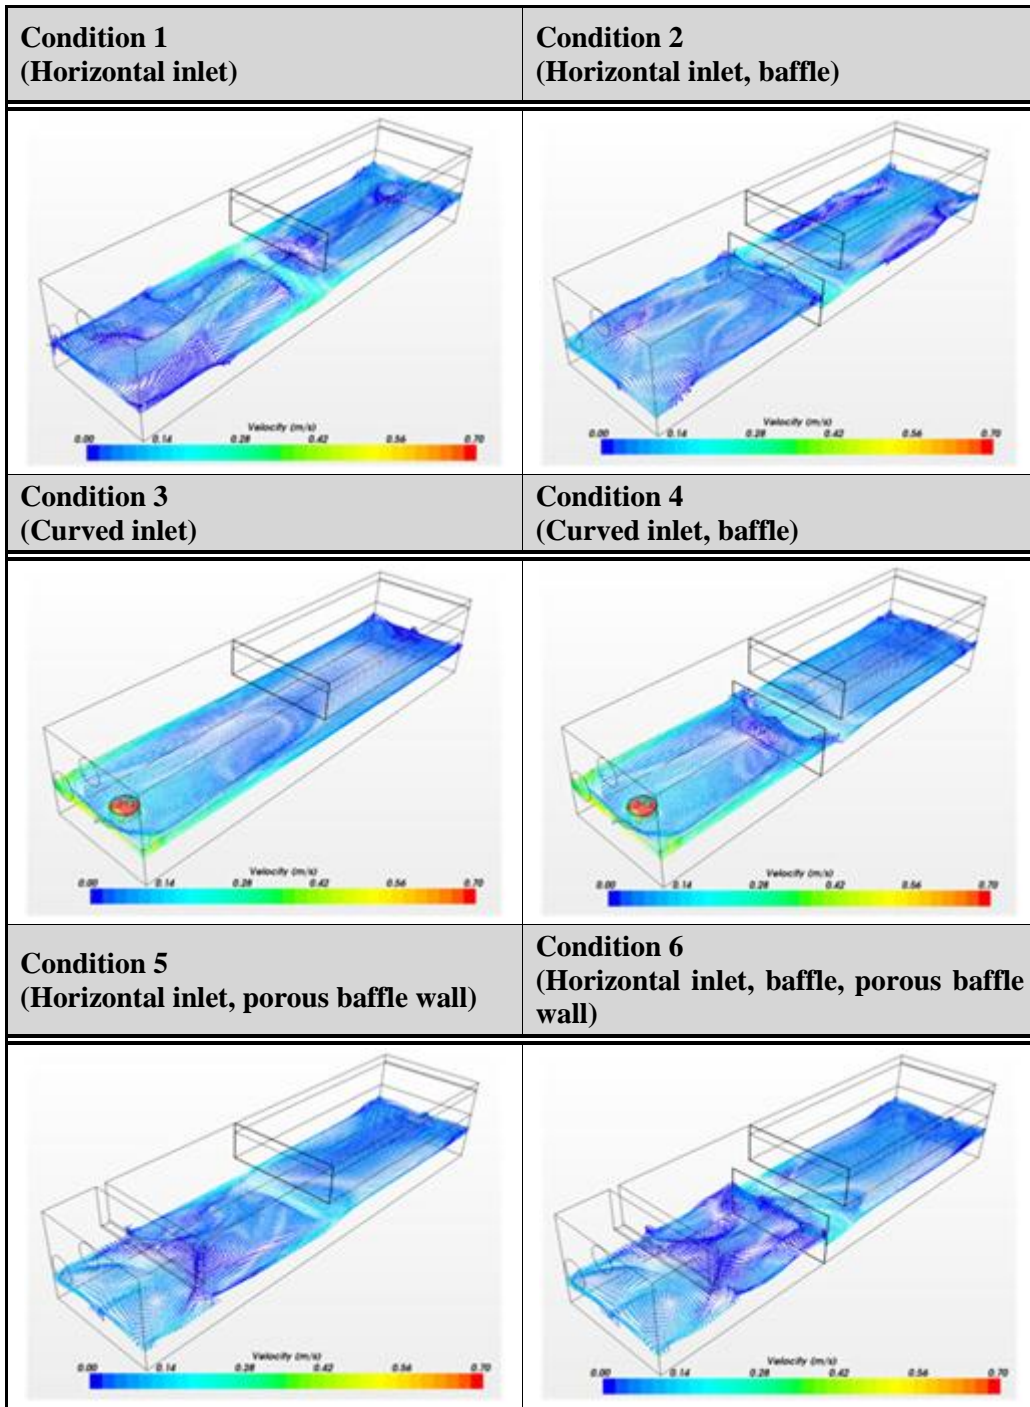 Condition 1
(Horizontal inlet)
Condition 2
(Horizontal inlet, baffle)
Velocity (m/s)
0.00 0.14 0.28 0.42 0.56 0.70
Velocity (m/s)
0.00 0.14 0.28 0.42 0.56 0.70
Condition 3
(Curved inlet)
Condition 4
(Curved inlet, baffle)
Velocity (m/s)
0.00 0.14 0.28 0.42 0.56 0.70
Velocity (m/s)
0.00 0.14 0.28 0.42 0.56 0.70
Condition 5
(Horizontal inlet, porous baffle wall)
Condition 6
(Horizontal inlet, baffle, porous baffle
wall)
Velocity (m/s)
0.00 0.14 0.28 0.42 0.56 0.70
Velocity (m/s)
0.00 0.14 0.28 0.42 0.56 0.70